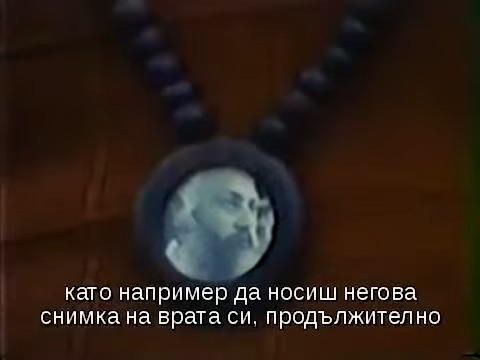 като например да носиш негова
снимка на врата си, продължително